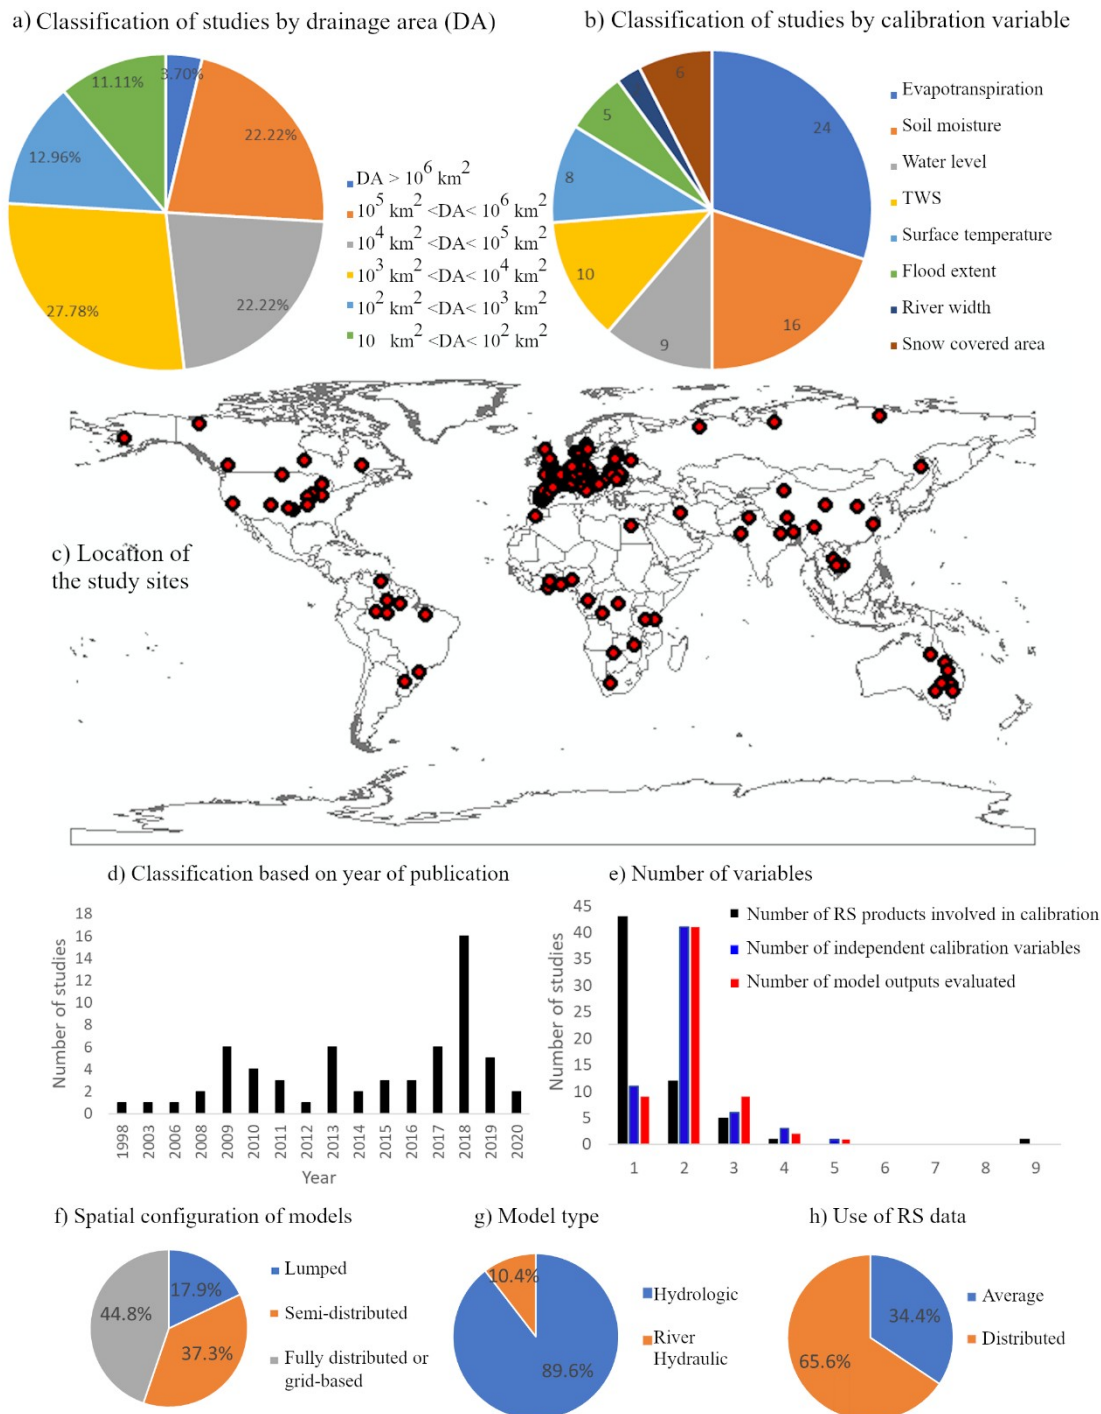 a) Classification of studies by drainage area (DA)
3.70%
22.22%
22.22%
27.78%
12.96%
11.11%
DA > 10^6 km^2
10^5 km^2 <DA< 10^6 km^2
10^4 km^2 <DA< 10^5 km^2
10^3 km^2 <DA< 10^4 km^2
10^2 km^2 <DA< 10^3 km^2
10 km^2 <DA< 10^2 km^2
b) Classification of studies by calibration variable
24
16
9
10
8
5
6
Evapotranspiration
Soil moisture
Water level
TWS
Surface temperature
Flood extent
River width
Snow covered area
c) Location of
the study sites
d) Classification based on year of publication
Number of studies
18
16
14
12
10
8
6
4
2
0
1998 2003 2006 2008 2009 2010 2011 2012 2013 2014 2015 2016 2017 2018 2019 2020
Year
e) Number of variables
Number of studies
45
40
35
30
25
20
15
10
5
0
1 2 3 4 5 6 7 8 9
Number of RS products involved in calibration
Number of independent calibration variables
Number of model outputs evaluated
f) Spatial configuration of models
17.9%
37.3%
44.8%
Lumped
Semi-distributed
Fully distributed or
grid-based
g) Model type
10.4%
89.6%
Hydrologic
River
Hydraulic
h) Use of RS data
34.4%
65.6%
Average
Distributed